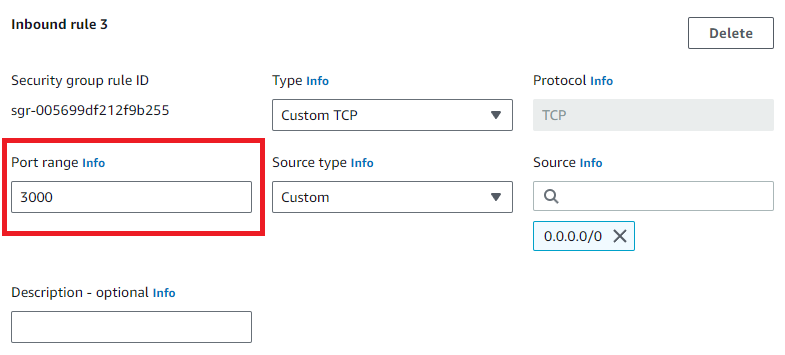 Inbound rule 3
Delete
Security group rule ID
Type Info
Protocol Info
sgr-005699df212f9b255
Custom TCP
TCP
Port range Info
Source type Info
Source Info
3000
Custom
0.0.0.0/0
Description - optional Info